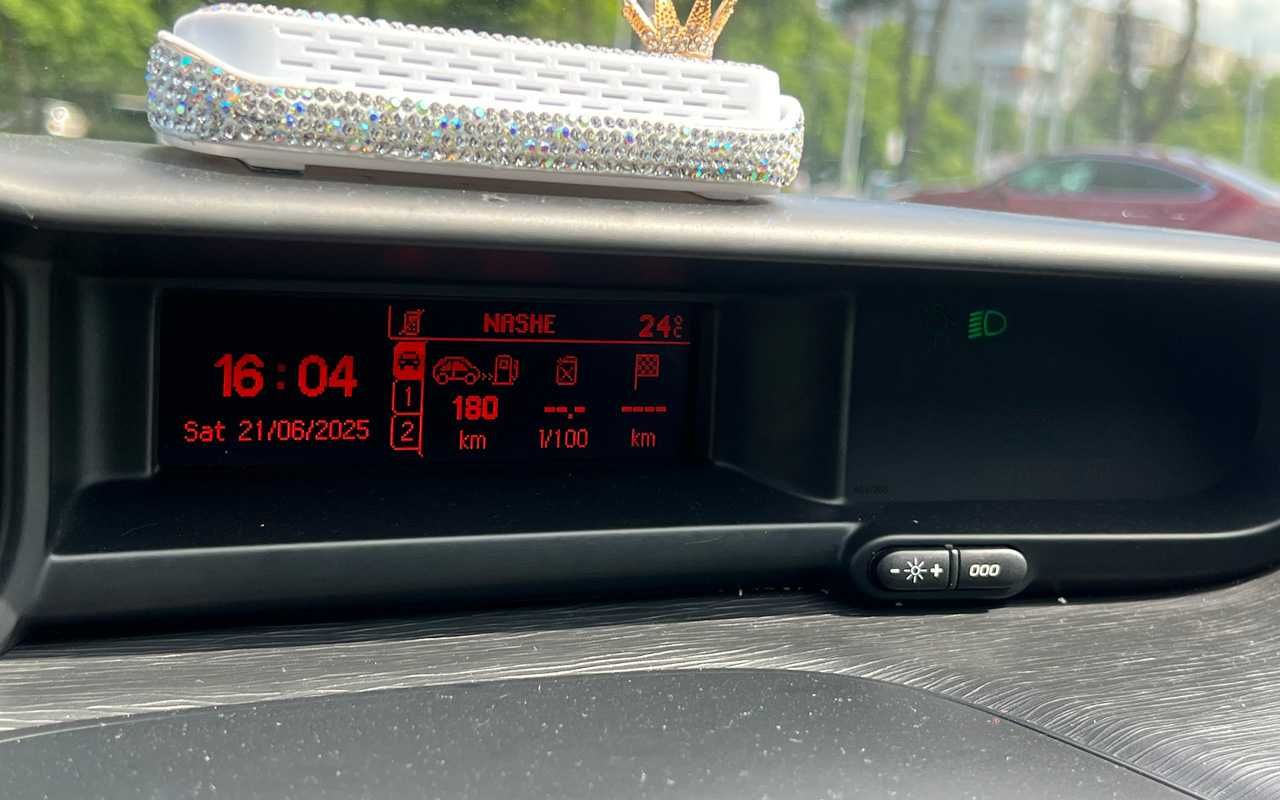 NASHE 24°C
16:04
Sat 21/06/2025
1
2
180 --.- ----
km l/100 km
- + 000